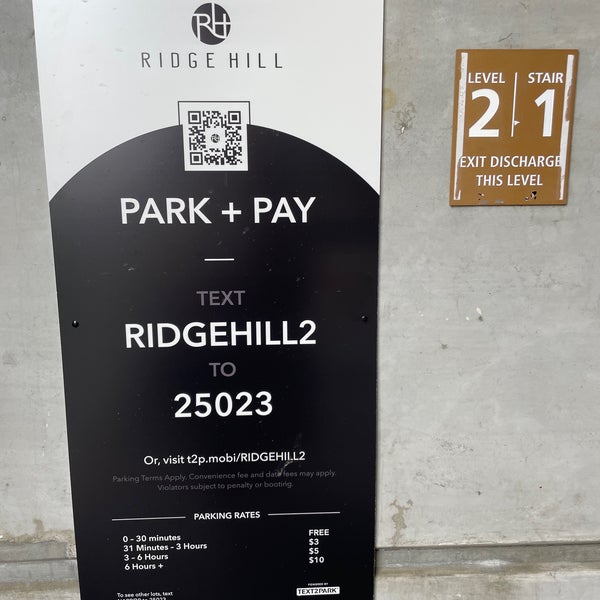 RH
RIDGE HILL
PARK + PAY
TEXT
RIDGEHILL2
TO
25023
Or, visit t2p.mobi/RIDGEHILL2
Parking Terms Apply. Convenience fee and data fees may apply.
Violators subject to penalty or booting.
PARKING RATES
0 - 30 minutes FREE
31 Minutes - 3 Hours $3
3 - 6 Hours $5
6 Hours + $10
POWERED BY
TEXT2PARK
To see other lots, text
LEVEL STAIR
2 1
EXIT DISCHARGE
THIS LEVEL